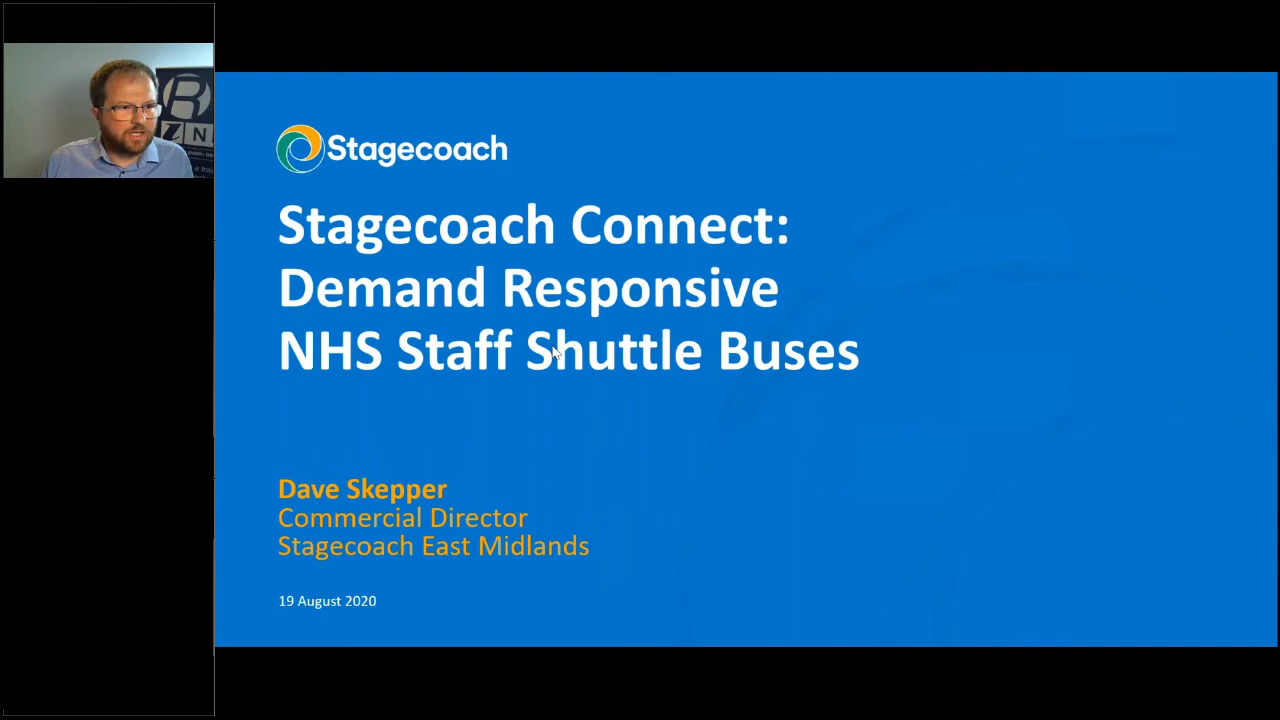 R
N
Stagecoach
Stagecoach Connect:
Demand Responsive
NHS Staff Shuttle Buses
Dave Skepper
Commercial Director
Stagecoach East Midlands
19 August 2020